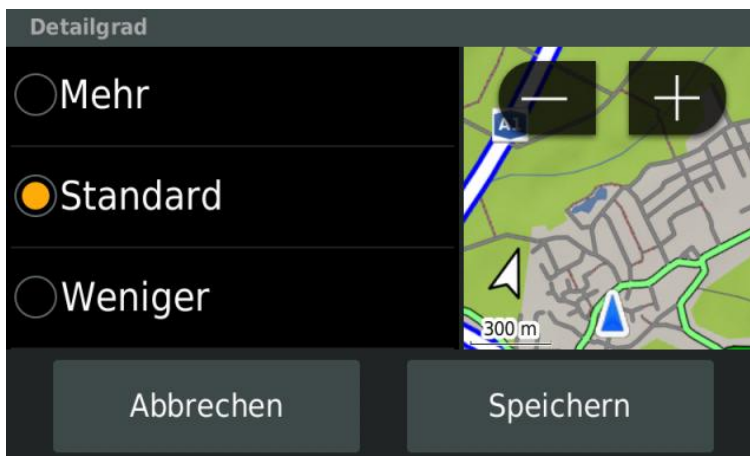 Detailgrad
Mehr
Standard
Weniger
A1
300 m
Abbrechen
Speichern